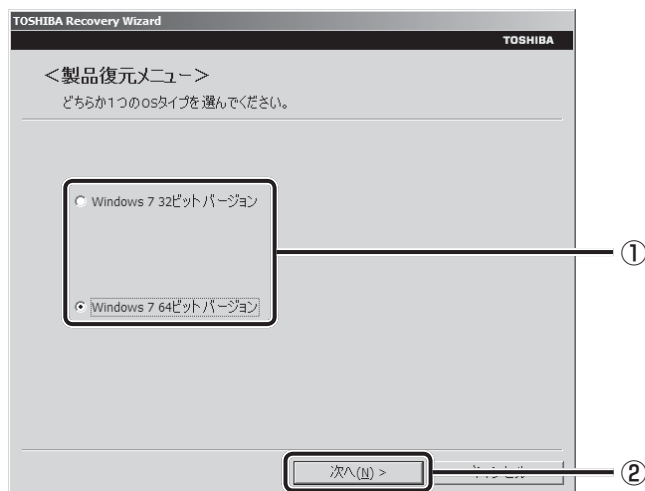 TOSHIBA Recovery Wizard
TOSHIBA
＜製品復元メニュー＞
どちらか1つのOSタイプを選んでください。
Windows 7 32ビットバージョン
①
Windows 7 64ビットバージョン
次へ(N) >
②